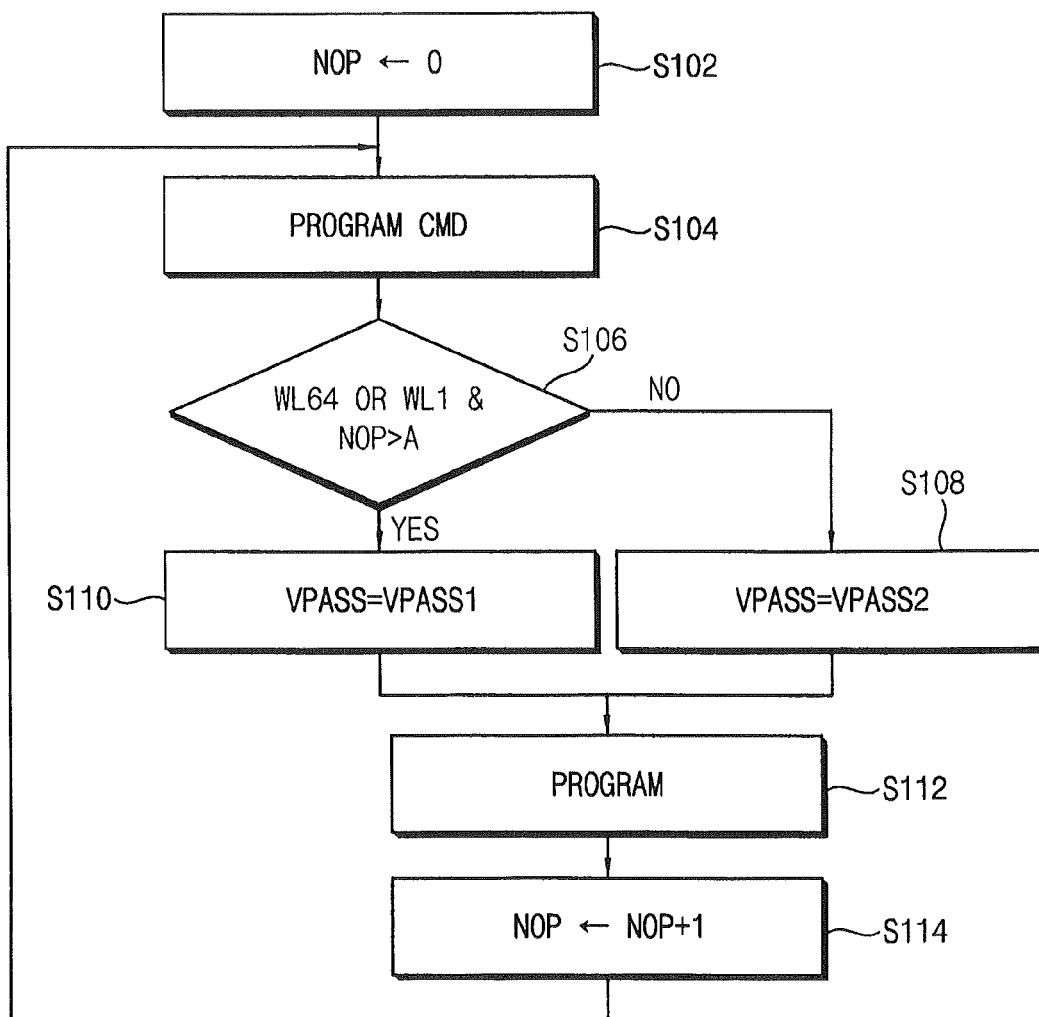 NOP ← 0
S102
PROGRAM CMD
S104
S106
WL64 OR WL1 &
NOP>A
NO
YES
S108
S110
VPASS=VPASS1
VPASS=VPASS2
PROGRAM
S112
NOP ← NOP+1
S114